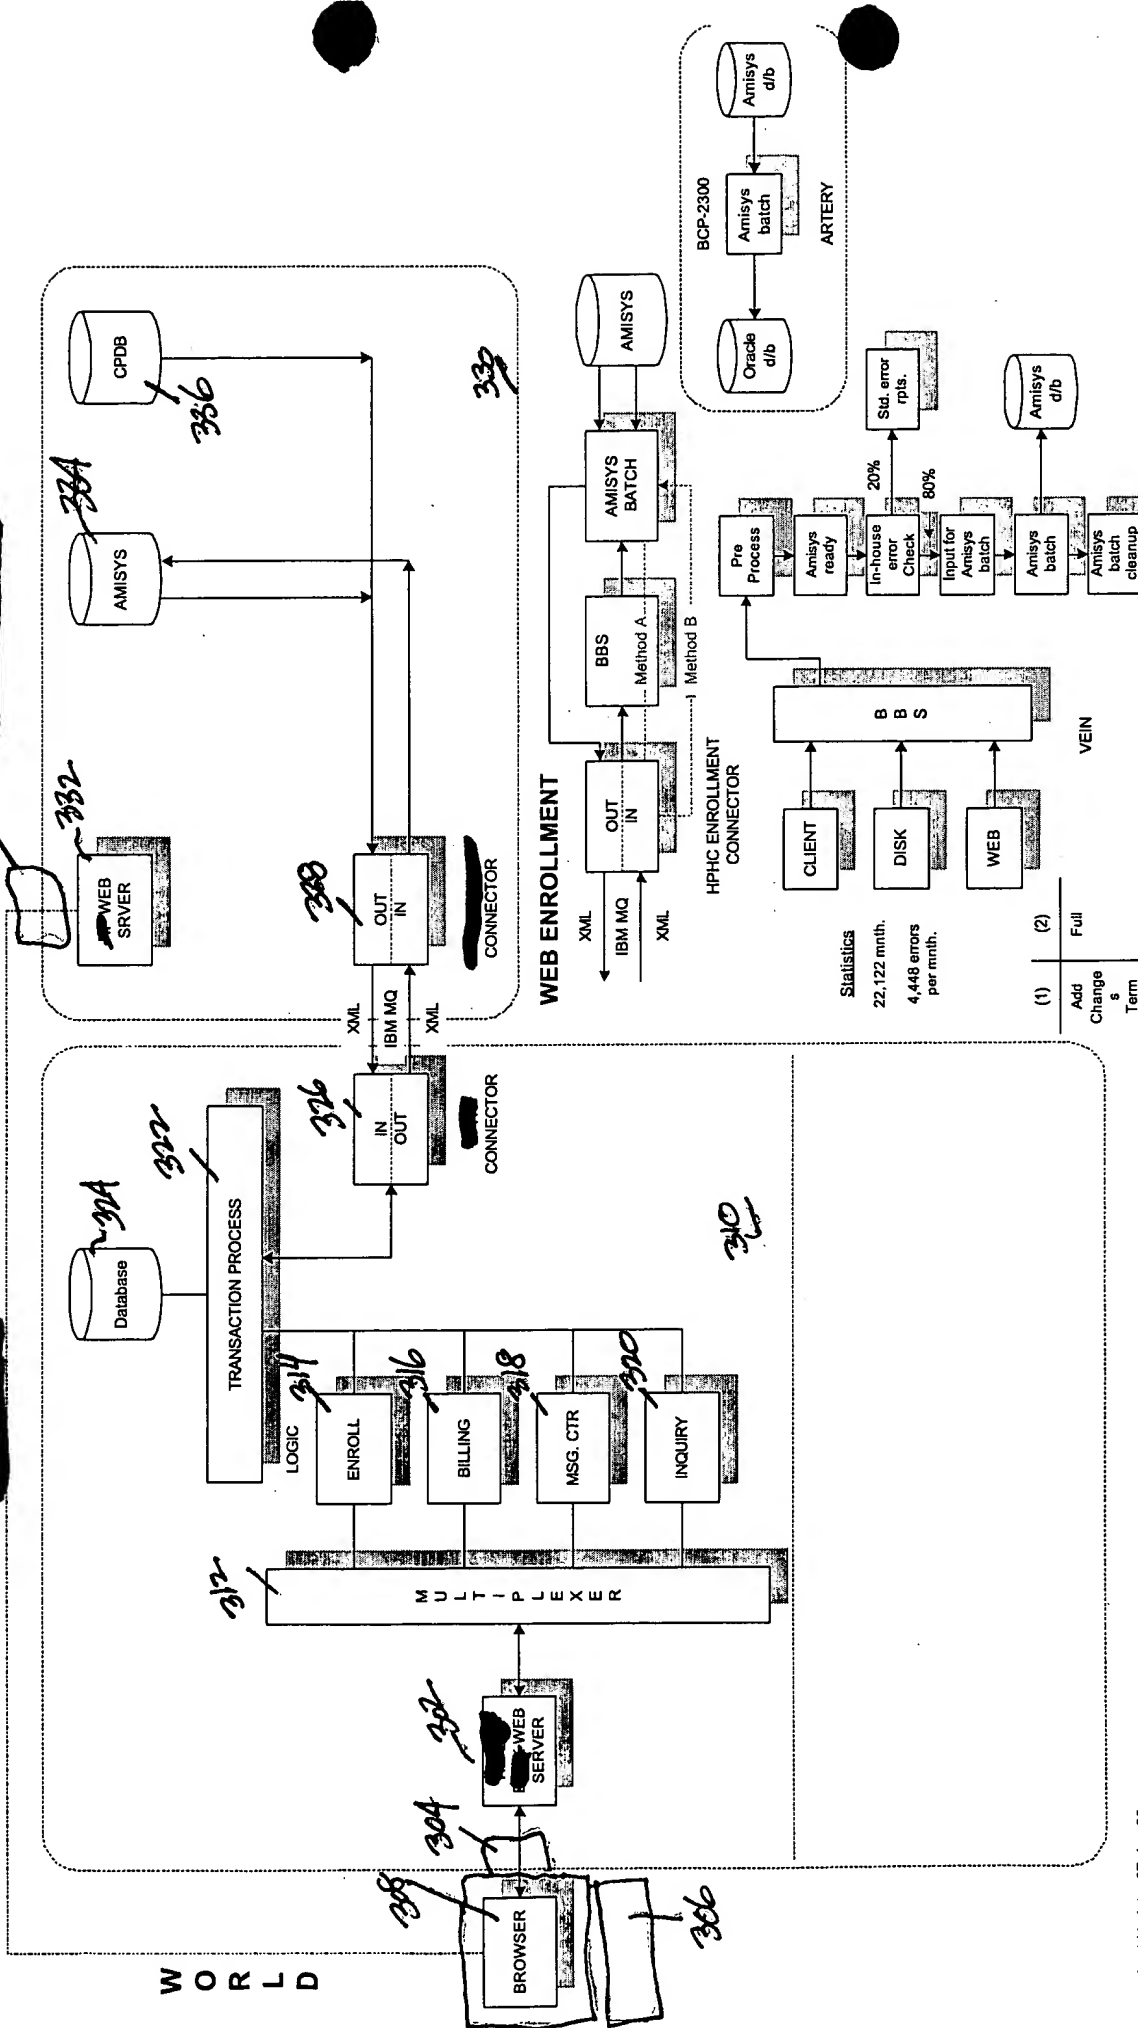 WORLD
BROWSER
308
304
306
302
WEB
SERVER
312
MULTIPLEXER
LOGIC
314
ENROLL
316
BILLING
318
MSG. CTR
320
INQUIRY
322
TRANSACTION PROCESS
324
Database
310
326
IN
OUT
CONNECTOR
XML
IBM MQ
XML
328
OUT
IN
CONNECTOR
332
WEB
SRVER
334
AMISYS
336
CPDB
330
WEB ENROLLMENT
XML
IBM MQ
XML
OUT
IN
HPHC ENROLLMENT
CONNECTOR
BBS
Method A
Method B
AMISYS
BATCH
AMISYS
BCP-2300
Oracle
d/b
Amisys
batch
Amisys
d/b
ARTERY
Statistics
22,122 mnth.
4,448 errors
per mnth.
(1)
(2)
Add
Change
s
Term
Full
CLIENT
DISK
WEB
BBS
VEIN
Pre
Process
Amisys
ready
In-house
error
Check
20%
80%
Std. error
rpts.
Input for
Amisys
batch
Amisys
batch
Amisys
d/b
Amisys
batch
cleanup